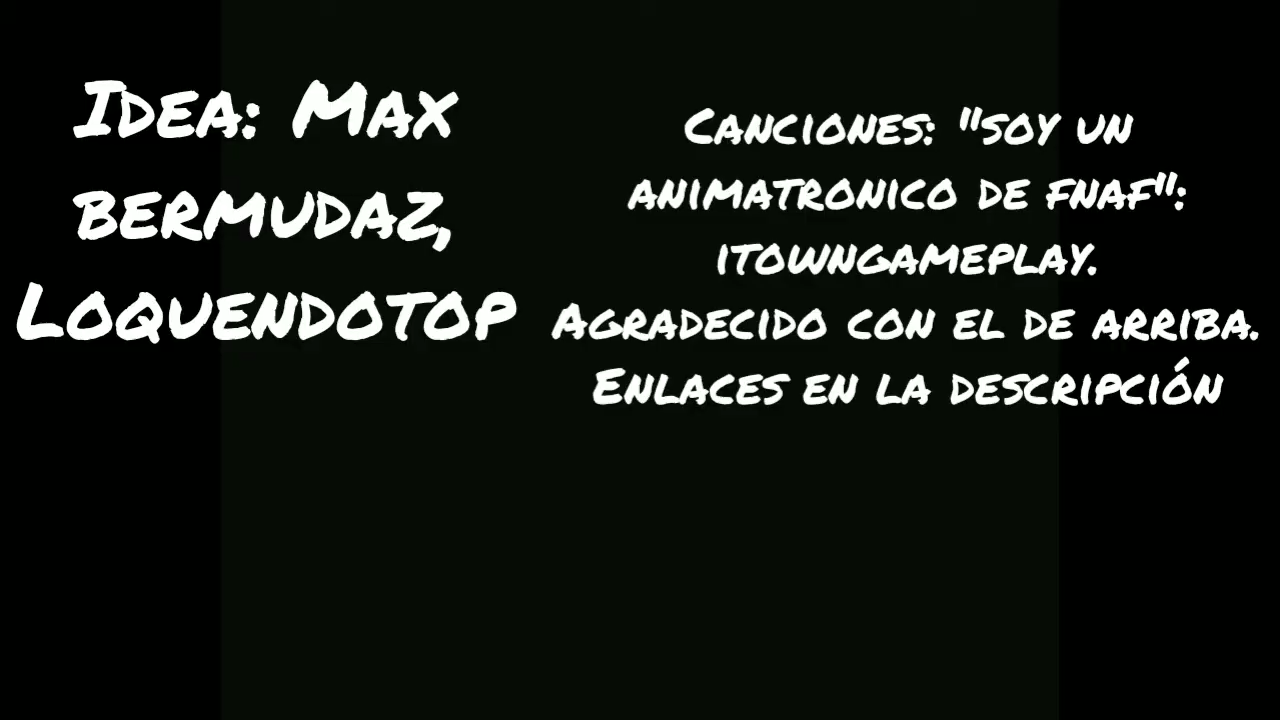 Idea: Max
bermudaz,
Loquendotop
Canciones: "soy un
animatronico de fnaf":
itowngameplay.
Agradecido con el de arriba.
Enlaces en la descripción